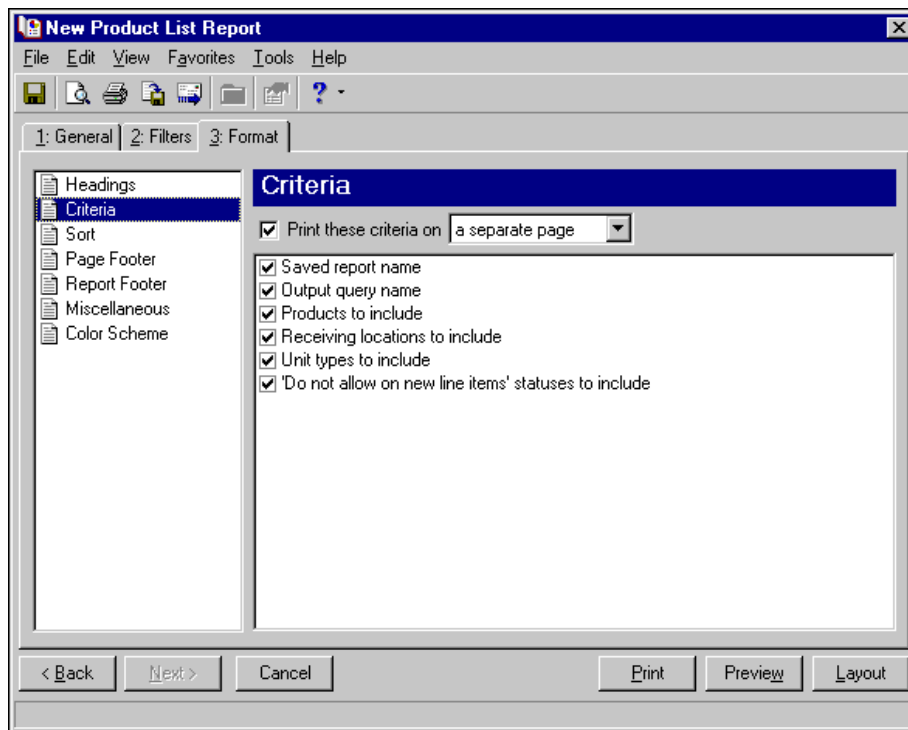 New Product List Report
File Edit View Favorites Tools Help
?
1: General 2: Filters 3: Format
Headings
Criteria
Sort
Page Footer
Report Footer
Miscellaneous
Color Scheme
Criteria
Print these criteria on a separate page
Saved report name
Output query name
Products to include
Receiving locations to include
Unit types to include
'Do not allow on new line items' statuses to include
< Back Next > Cancel Print Preview Layout